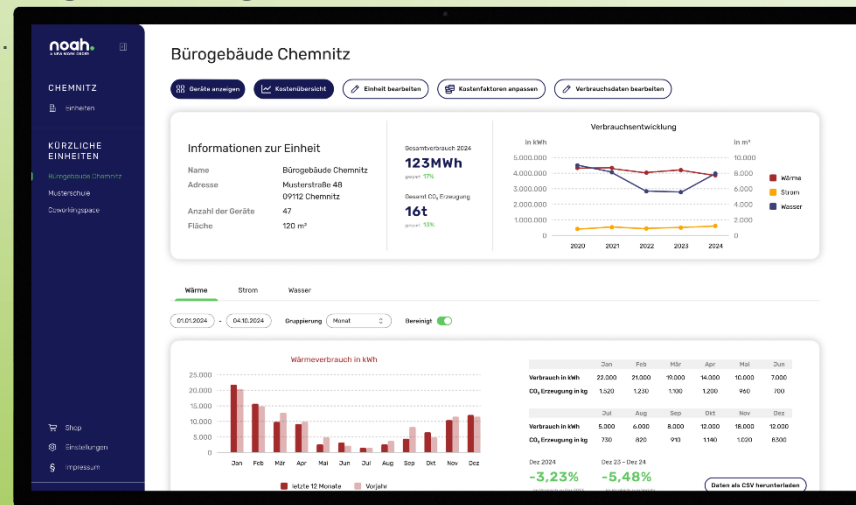 noah.
A NEW WORK ORDER
CHEMNITZ
Einheiten
KÜRZLICHE
EINHEITEN
Bürogebäude Chemnitz
Musterschule
Coworkingspace
Shop
Einstellungen
§ Impressum
Bürogebäude Chemnitz
Geräte anzeigen
Kostenübersicht
Einheit bearbeiten
Kostenfaktoren anpassen
Verbrauchsdaten bearbeiten
Informationen zur Einheit
Name Bürogebäude Chemnitz
Adresse Musterstraße 48
09112 Chemnitz
Anzahl der Geräte 47
Fläche 120 m²
Gesamtverbrauch 2024
123MWh
17%
Gesamt CO₂ Erzeugung
16t
13%
Verbrauchsentwicklung
in kWh in m³
5.000.000 10.000
4.000.000 8.000
3.000.000 6.000
2.000.000 4.000
1.000.000 2.000
0 0
2020 2021 2022 2023 2024
Wärme
Strom
Wasser
Wärme Strom Wasser
01.01.2024 - 04.10.2024 Gruppierung Monat Bereinigt
Wärmeverbrauch in kWh
25.000
20.000
15.000
10.000
5.000
0
Jan Feb Mär Apr Mai Jun Jul Aug Sep Okt Nov Dez
letzte 12 Monate Vorjahr
Jan Feb Mär Apr Mai Jun
Verbrauch in kWh 22.000 21.000 19.000 14.000 10.000 7.000
CO₂ Erzeugung in kg 1.520 1.230 1.100 1.200 960 700
Jul Aug Sep Okt Nov Dez
Verbrauch in kWh 5.000 6.000 8.000 12.000 18.000 12.000
CO₂ Erzeugung in kg 730 820 910 1.140 1.020 6300
Dez 2024 Dez 23 - Dez 24
-3,23% -5,48%
Daten als CSV herunterladen